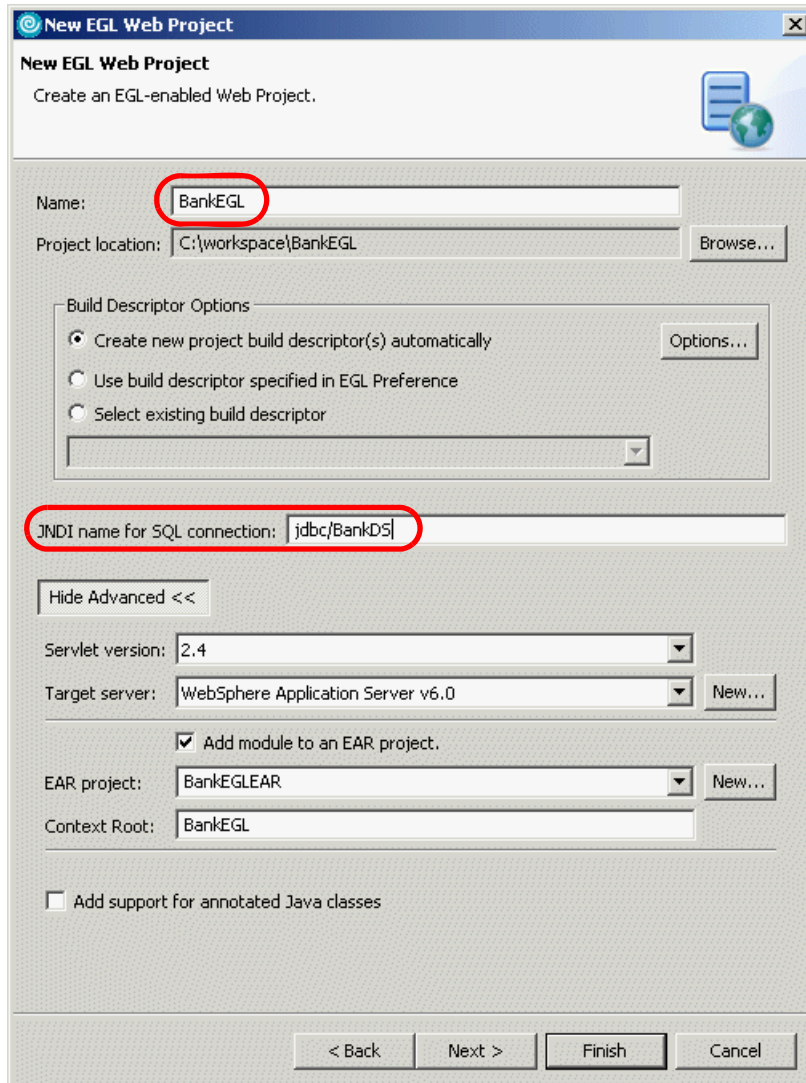 New EGL Web Project
New EGL Web Project
Create an EGL-enabled Web Project.
Name: BankEGL
Project location: C:\workspace\BankEGL Browse...
Build Descriptor Options
Create new project build descriptor(s) automatically Options...
Use build descriptor specified in EGL Preference
Select existing build descriptor
JNDI name for SQL connection: jdbc/BankDS
Hide Advanced <<
Servlet version: 2.4
Target server: WebSphere Application Server v6.0 New...
Add module to an EAR project.
EAR project: BankEGLEAR New...
Context Root: BankEGL
Add support for annotated Java classes
< Back Next > Finish Cancel